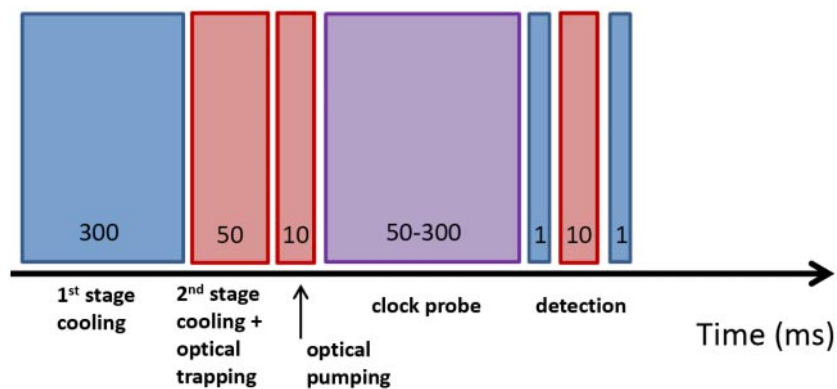 300
50
10
50-300
1
10
1
1st stage
cooling
2nd stage
cooling +
optical
trapping
optical
pumping
clock probe
detection
Time (ms)